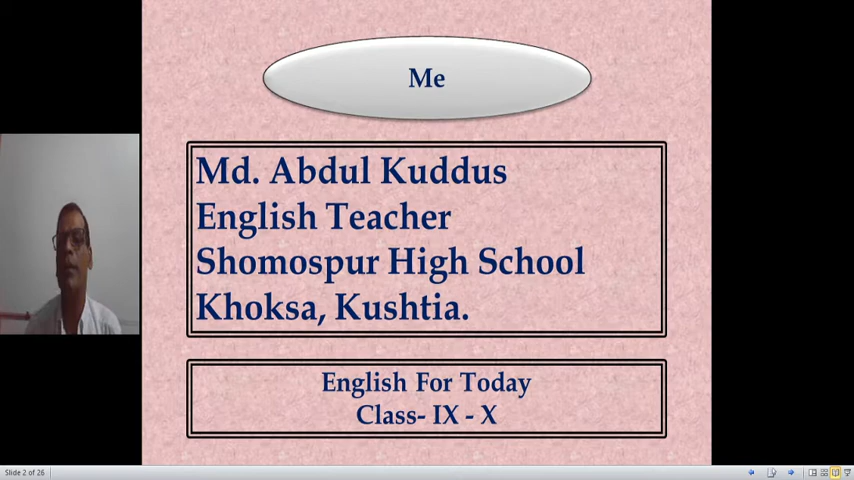 Me
Md. Abdul Kuddus
English Teacher
Shomospur High School
Khoksa, Kushtia.
English For Today
Class- IX - X
Slide 2 of 26